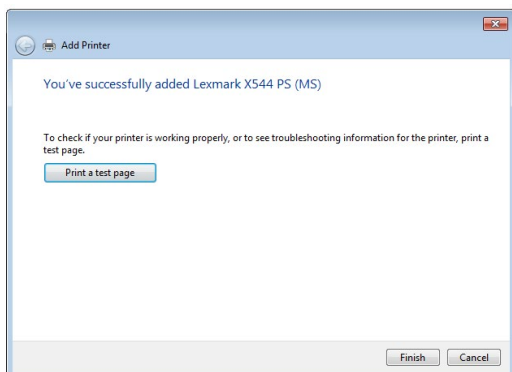 Add Printer
You've successfully added Lexmark X544 PS (MS)
To check if your printer is working properly, or to see troubleshooting information for the printer, print a
test page.
Print a test page
Finish Cancel